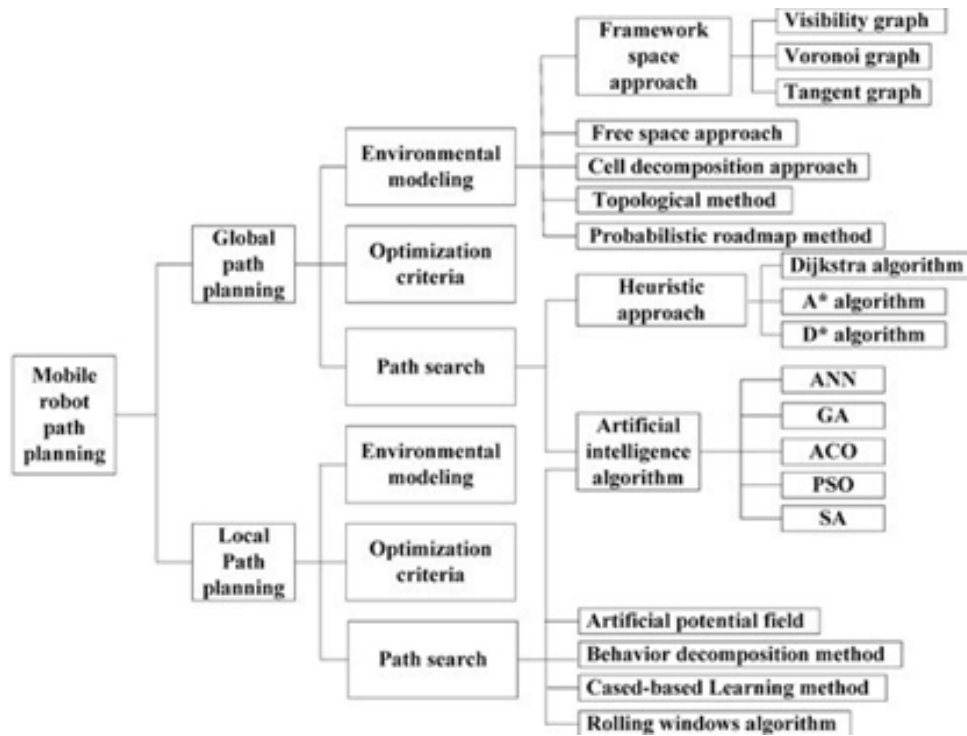 Mobile
robot
path
planning
Global
path
planning
Environmental
modeling
Framework
space
approach
Visibility graph
Voronoi graph
Tangent graph
Free space approach
Cell decomposition approach
Topological method
Probabilistic roadmap method
Optimization
criteria
Path search
Heuristic
approach
Dijkstra algorithm
A* algorithm
D* algorithm
Artificial
intelligence
algorithm
ANN
GA
ACO
PSO
SA
Local
Path
planning
Environmental
modeling
Optimization
criteria
Path search
Artificial potential field
Behavior decomposition method
Cased-based Learning method
Rolling windows algorithm